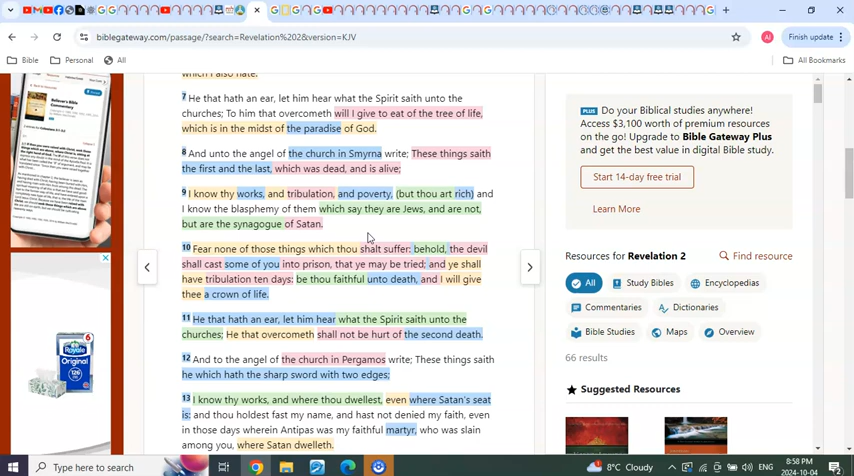 biblegateway.com/passage/?search=Revelation%202&version=KJV
AI
Finish update
Bible
Personal
All
All Bookmarks
which I also hate.
7 He that hath an ear, let him hear what the Spirit saith unto the
churches; To him that overcometh will I give to eat of the tree of life,
which is in the midst of the paradise of God.
8 And unto the angel of the church in Smyrna write; These things saith
the first and the last, which was dead, and is alive;
9 I know thy works, and tribulation, and poverty, (but thou art rich) and
I know the blasphemy of them which say they are Jews, and are not,
but are the synagogue of Satan.
10 Fear none of those things which thou shalt suffer: behold, the devil
shall cast some of you into prison, that ye may be tried; and ye shall
have tribulation ten days: be thou faithful unto death, and I will give
thee a crown of life.
11 He that hath an ear, let him hear what the Spirit saith unto the
churches; He that overcometh shall not be hurt of the second death.
12 And to the angel of the church in Pergamos write; These things saith
he which hath the sharp sword with two edges;
13 I know thy works, and where thou dwellest, even where Satan's seat
is: and thou holdest fast my name, and hast not denied my faith, even
in those days wherein Antipas was my faithful martyr, who was slain
among you, where Satan dwelleth.
PLUS Do your Biblical studies anywhere!
Access $3,100 worth of premium resources
on the go! Upgrade to Bible Gateway Plus
and get the best value in digital Bible study.
Start 14-day free trial
Learn More
Resources for Revelation 2
Find resource
All
Study Bibles
Encyclopedias
Commentaries
Dictionaries
Bible Studies
Maps
Overview
66 results
Suggested Resources
Royale
Original
6
126
Type here to search
8°C Cloudy
ENG
8:58 PM
2024-10-04